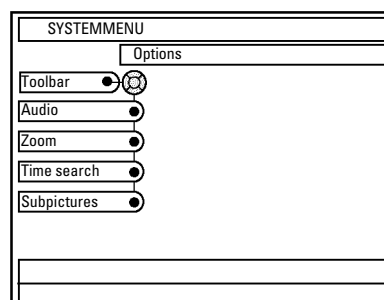 SYSTEMMENU
Options
Toolbar
Audio
Zoom
Time search
Subpictures